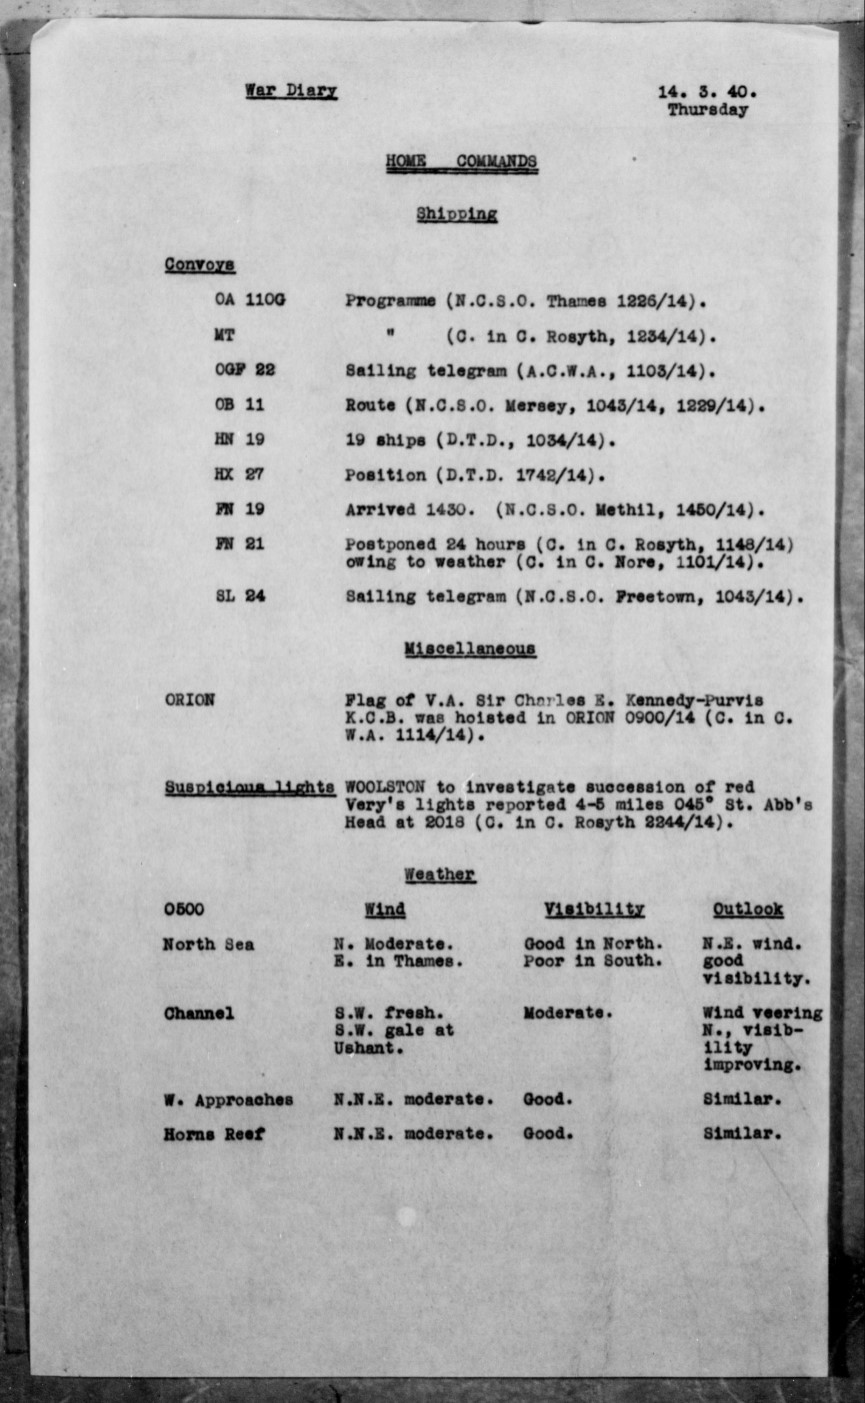 War Diary
14. 3. 40.
Thursday
HOME COMMANDS
Shipping
Convoys
OA 110G Programme (N.C.S.O. Thames 1226/14).
MT " (C. in C. Rosyth, 1234/14).
OGF 22 Sailing telegram (A.C.W.A., 1103/14).
OB 11 Route (N.C.S.O. Mersey, 1043/14, 1229/14).
HN 19 19 ships (D.T.D., 1034/14).
HX 27 Position (D.T.D. 1742/14).
FN 19 Arrived 1430. (N.C.S.O. Methil, 1450/14).
FN 21 Postponed 24 hours (C. in C. Rosyth, 1148/14)
owing to weather (C. in C. Nore, 1101/14).
SL 24 Sailing telegram (N.C.S.O. Freetown, 1043/14).
Miscellaneous
ORION Flag of V.A. Sir Charles E. Kennedy-Purvis
K.C.B. was hoisted in ORION 0900/14 (C. in C.
W.A. 1114/14).
Suspicious lights WOOLSTON to investigate succession of red
Very's lights reported 4-5 miles 045° St. Abb's
Head at 2018 (C. in C. Rosyth 2244/14).
Weather
0500 Wind Visibility Outlook
North Sea N. Moderate. Good in North. N.E. wind.
E. in Thames. Poor in South. good
visibility.
Channel S.W. fresh. Moderate. Wind veering
S.W. gale at N., visib-
Ushant. ility
improving.
W. Approaches N.N.E. moderate. Good. Similar.
Horns Reef N.N.E. moderate. Good. Similar.